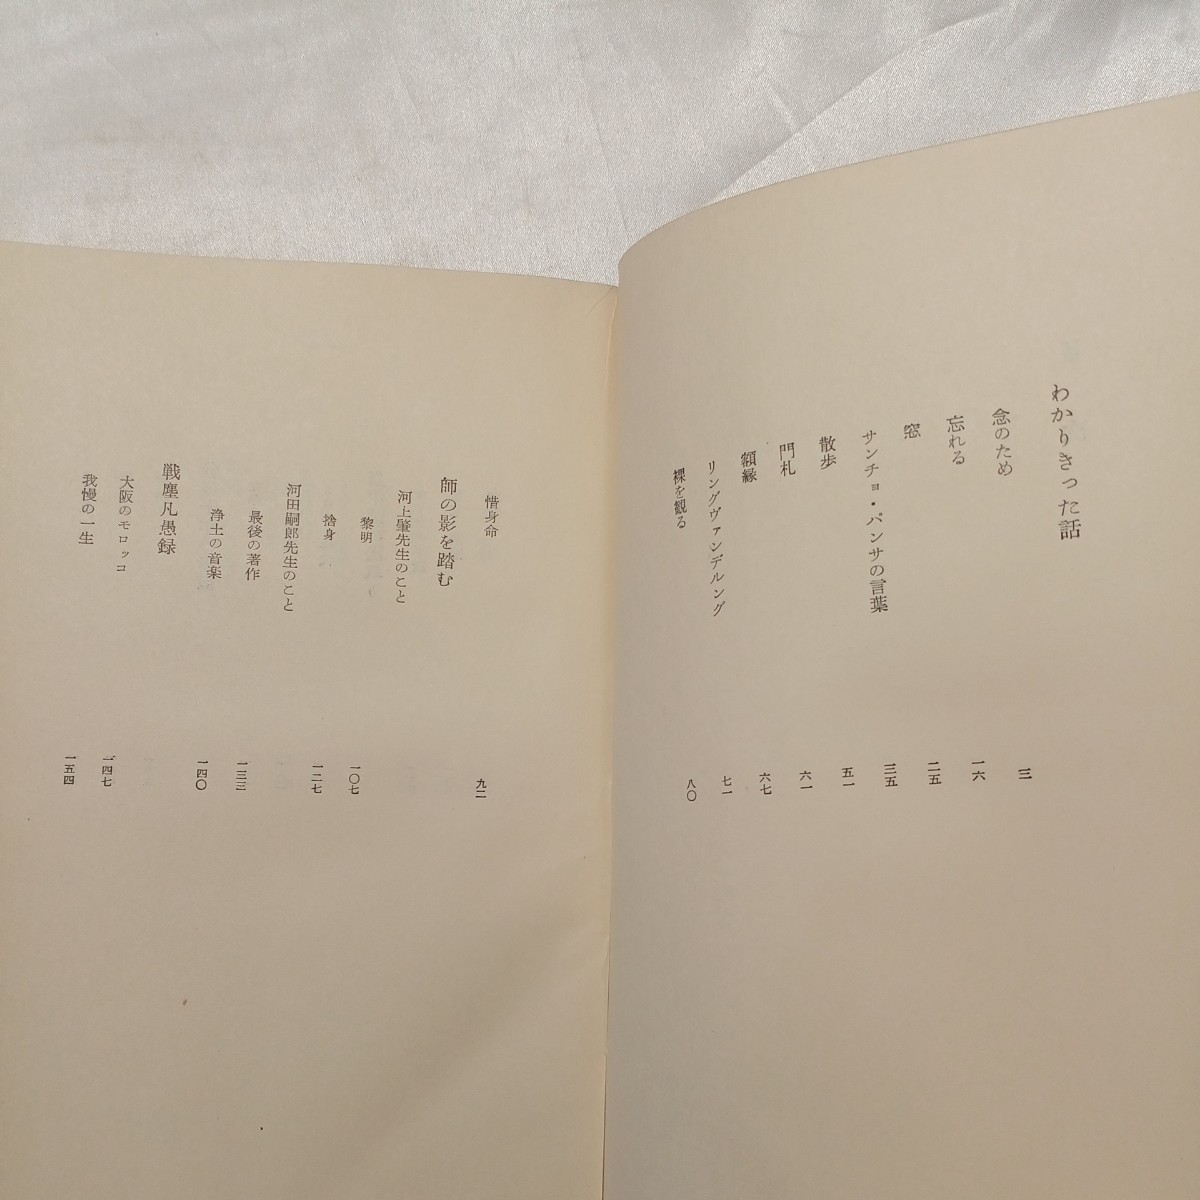 わかりきった話
念のため 三
忘れる 一六
窓 二五
サンチョ・パンサの言葉 三五
散歩 五一
門札 六一
額縁 六七
リングヴァンデルング 七一
裸を観る 八〇
惜身命 九二
師の影を踏む
河上肇先生のこと
黎明 一〇七
捨身 一二七
河田嗣郎先生のこと
最後の著作 一三三
浄土の音楽 一四〇
戦塵凡愚録
大阪のモロッコ 一四七
我慢の一生 一五四